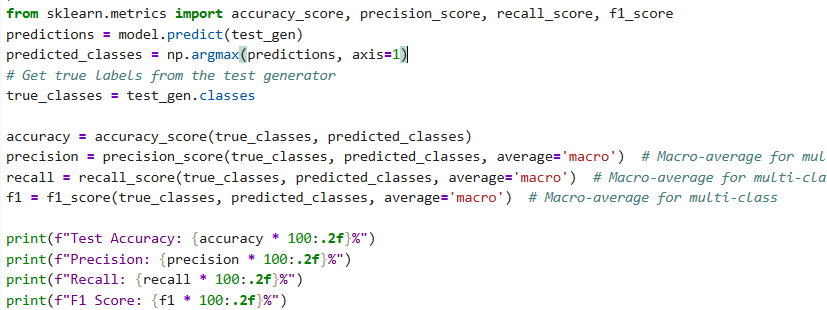 from sklearn.metrics import accuracy_score, precision_score, recall_score, f1_score
predictions = model.predict(test_gen)
predicted_classes = np.argmax(predictions, axis=1)
# Get true labels from the test generator
true_classes = test_gen.classes
accuracy = accuracy_score(true_classes, predicted_classes)
precision = precision_score(true_classes, predicted_classes, average='macro')  # Macro-average for mul
recall = recall_score(true_classes, predicted_classes, average='macro')  # Macro-average for multi-cla
f1 = f1_score(true_classes, predicted_classes, average='macro')  # Macro-average for multi-class
print(f"Test Accuracy: {accuracy * 100:.2f}%")
print(f"Precision: {precision * 100:.2f}%")
print(f"Recall: {recall * 100:.2f}%")
print(f"F1 Score: {f1 * 100:.2f}%")